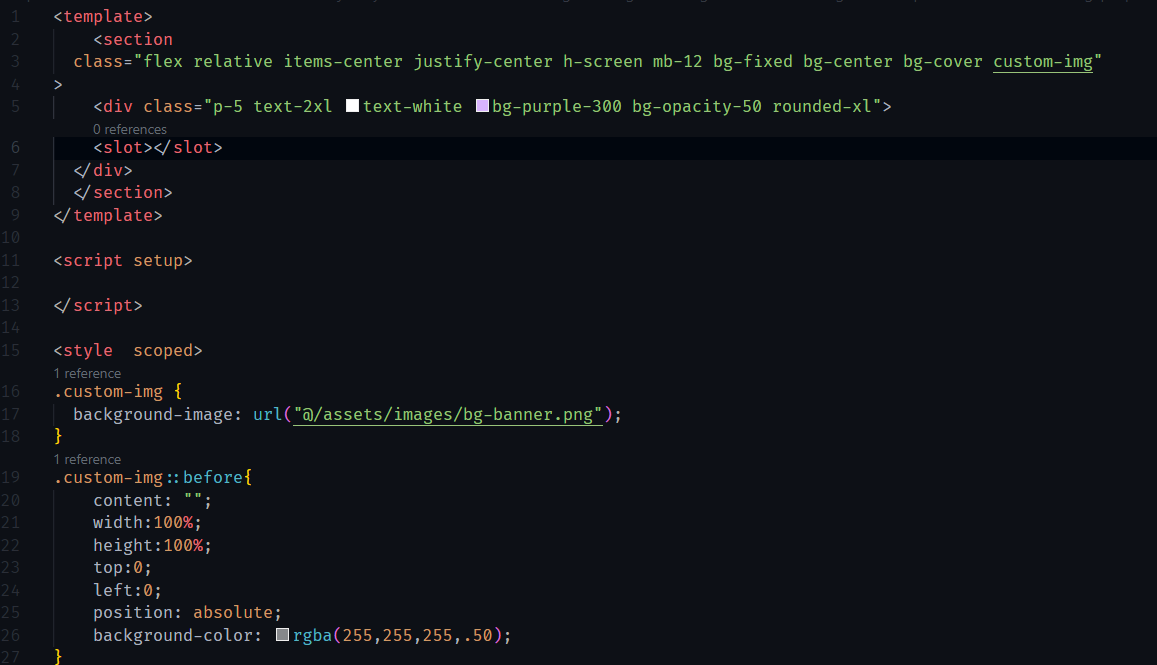 1 <template>
2 <section
3 class="flex relative items-center justify-center h-screen mb-12 bg-fixed bg-center bg-cover custom-img"
4 >
5 <div class="p-5 text-2xl text-white bg-purple-300 bg-opacity-50 rounded-xl">
0 references
6 <slot></slot>
7 </div>
8 </section>
9 </template>
10
11 <script setup>
12
13 </script>
14
15 <style  scoped>
1 reference
16 .custom-img {
17 background-image: url("@/assets/images/bg-banner.png");
18 }
1 reference
19 .custom-img::before{
20 content: "";
21 width:100%;
22 height:100%;
23 top:0;
24 left:0;
25 position: absolute;
26 background-color: rgba(255,255,255,.50);
27 }